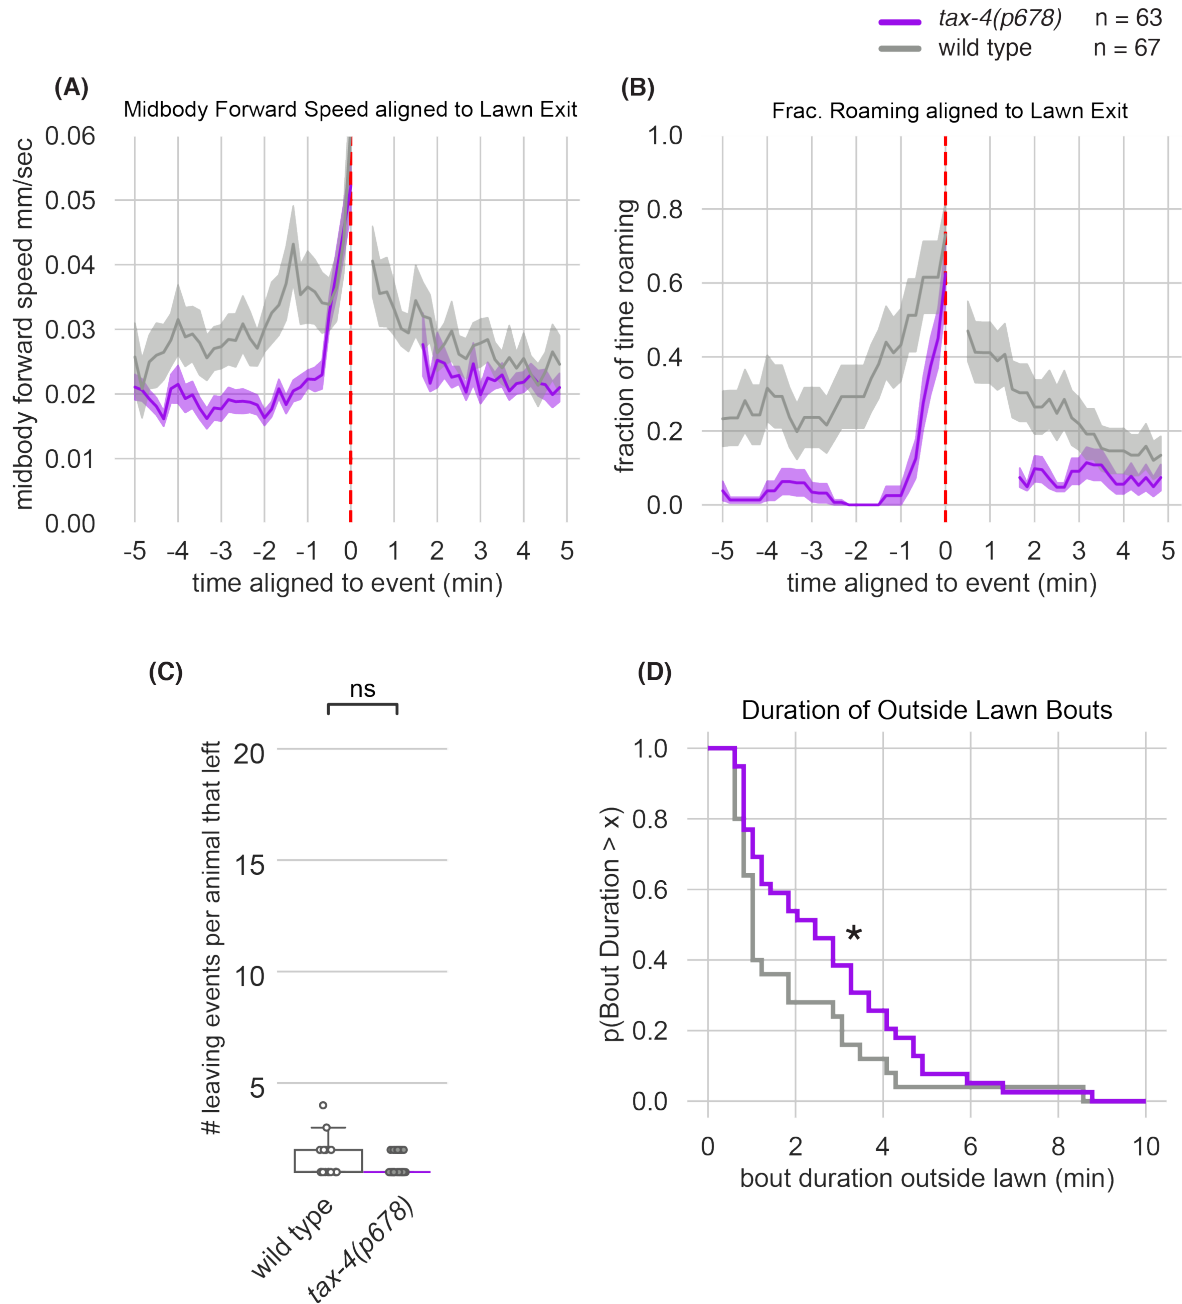 tax-4(p678) n = 63
wild type n = 67
(A)
Midbody Forward Speed aligned to Lawn Exit
midbody forward speed mm/sec
0.06
0.05
0.04
0.03
0.02
0.01
0.00
-5 -4 -3 -2 -1 0 1 2 3 4 5
time aligned to event (min)
(B)
Frac. Roaming aligned to Lawn Exit
fraction of time roaming
1.0
0.8
0.6
0.4
0.2
0.0
-5 -4 -3 -2 -1 0 1 2 3 4 5
time aligned to event (min)
(C)
ns
# leaving events per animal that left
20
15
10
5
wild type
tax-4(p678)
(D)
Duration of Outside Lawn Bouts
p(Bout Duration > x)
1.0
0.8
0.6
0.4
0.2
0.0
*
0 2 4 6 8 10
bout duration outside lawn (min)